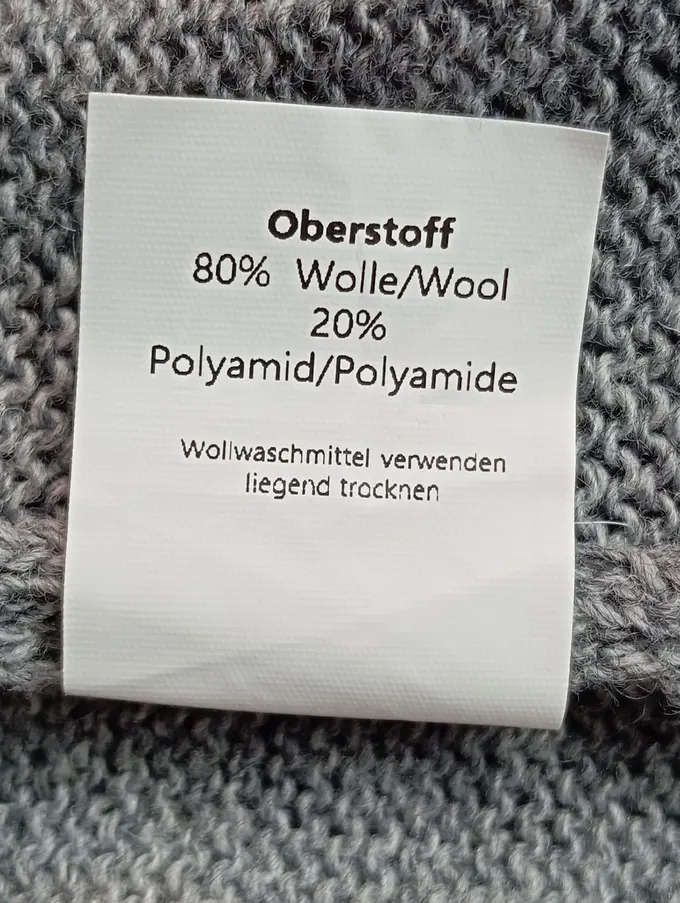 Oberstoff
80% Wolle/Wool
20%
Polyamid/Polyamide
Wollwaschmittel verwenden
liegend trocknen